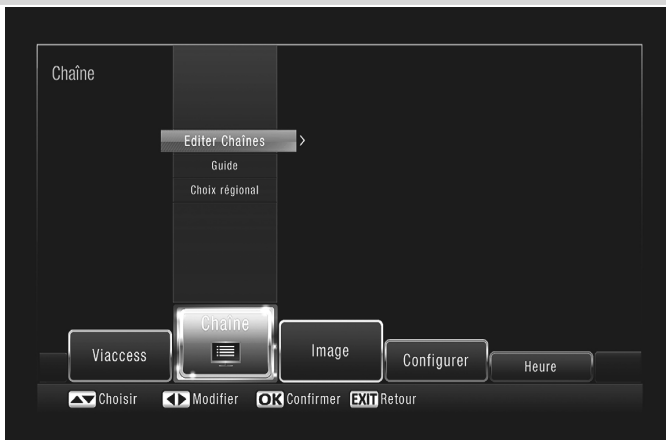 Chaîne
Editer Chaînes >
Guide
Choix régional
Viaccess
Chaîne
Image
Configurer
Heure
Choisir Modifier OK Confirmer EXIT Retour